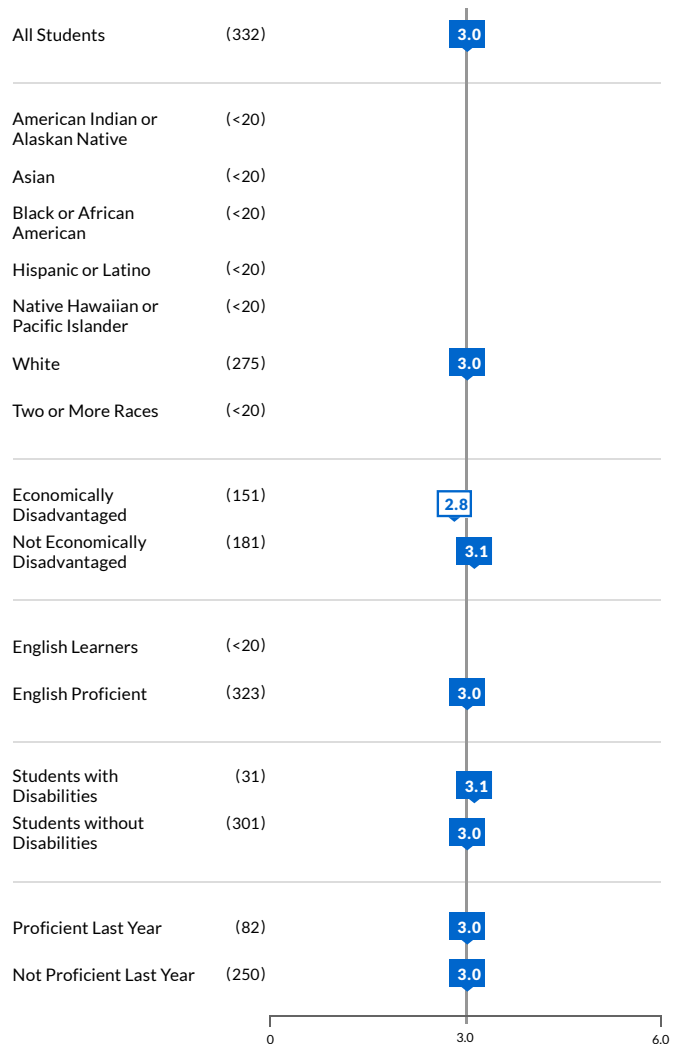 All Students (332) 3.0
American Indian or (<20)
Alaskan Native
Asian (<20)
Black or African (<20)
American
Hispanic or Latino (<20)
Native Hawaiian or (<20)
Pacific Islander
White (275) 3.0
Two or More Races (<20)
Economically (151) 2.8
Disadvantaged
Not Economically (181) 3.1
Disadvantaged
English Learners (<20)
English Proficient (323) 3.0
Students with (31) 3.1
Disabilities
Students without (301) 3.0
Disabilities
Proficient Last Year (82) 3.0
Not Proficient Last Year (250) 3.0
0 3.0 6.0